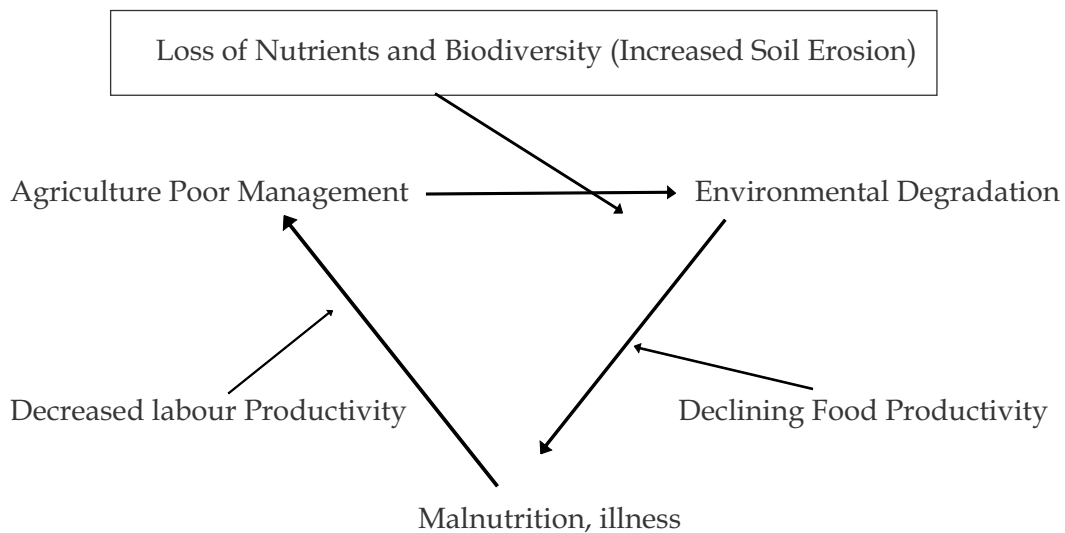 Loss of Nutrients and Biodiversity (Increased Soil Erosion)
Agriculture Poor Management
Environmental Degradation
Decreased labour Productivity
Declining Food Productivity
Malnutrition, illness